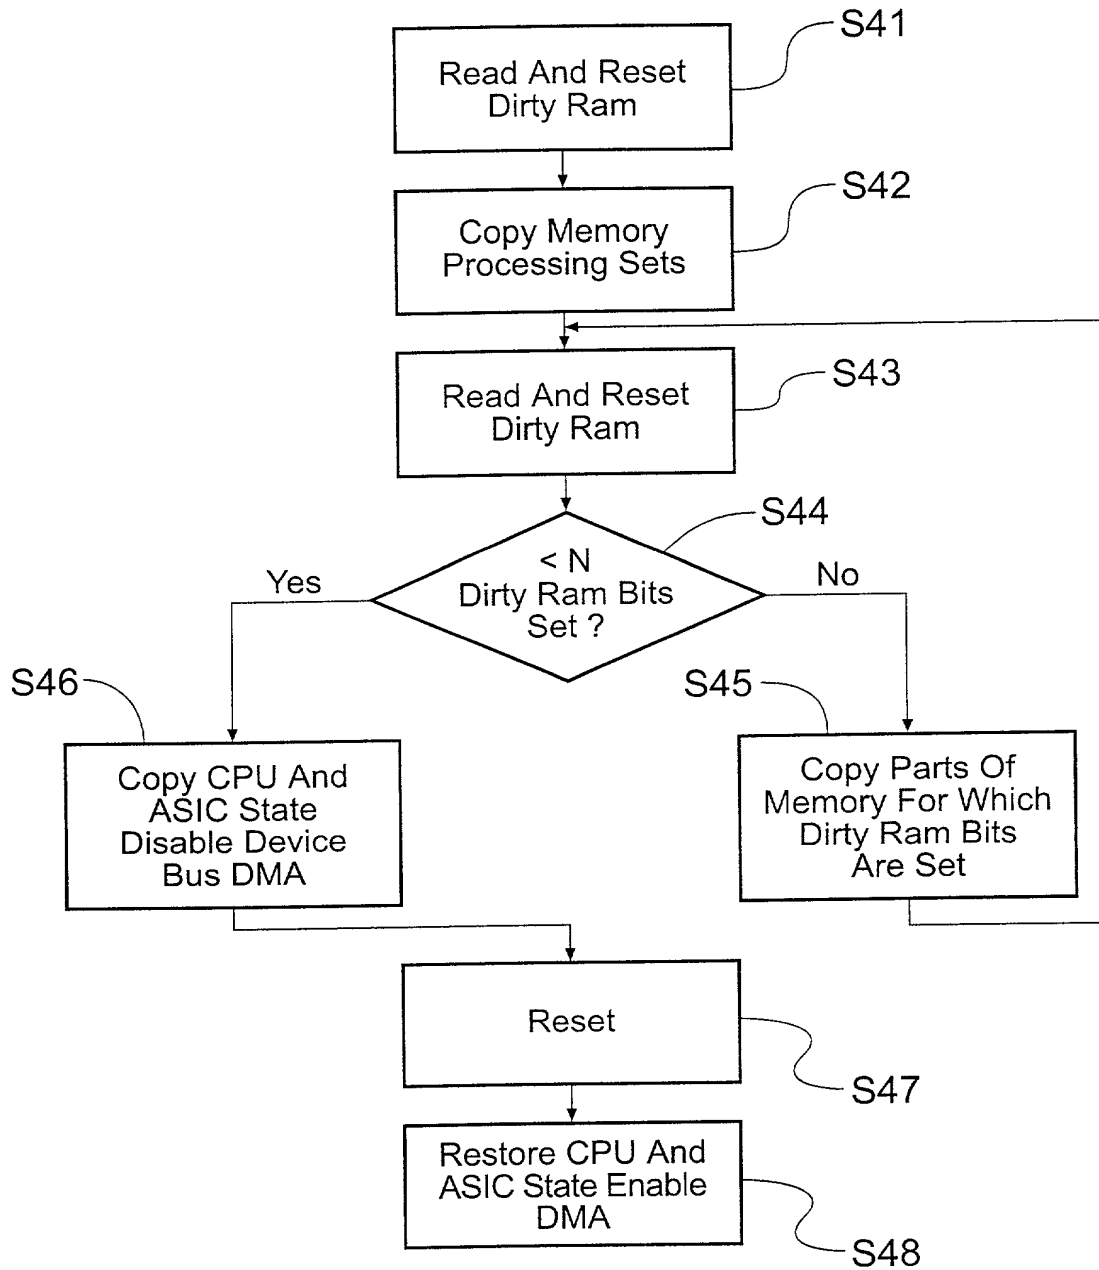 S41
Read And Reset
Dirty Ram
S42
Copy Memory
Processing Sets
S43
Read And Reset
Dirty Ram
S44
< N
Dirty Ram Bits
Set ?
Yes
No
S46
Copy CPU And
ASIC State
Disable Device
Bus DMA
S45
Copy Parts Of
Memory For Which
Dirty Ram Bits
Are Set
Reset
S47
Restore CPU And
ASIC State Enable
DMA
S48